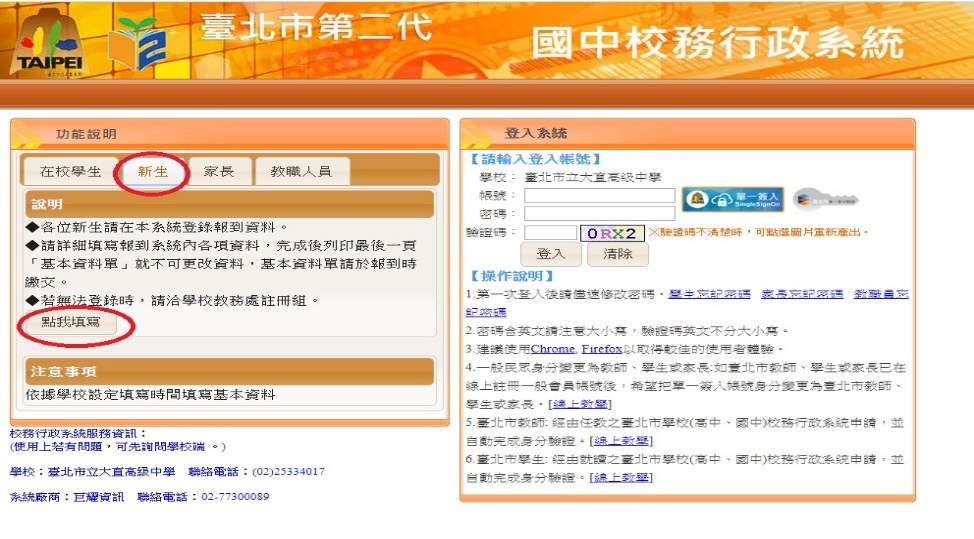 TAIPEI
臺北市第二代
國中校務行政系統
功能說明
在校學生 新生 家長 教職人員
說明
◆各位新生請在本系統登錄報到資料。
◆請詳細填寫報到系統內各項資料，完成後列印最後一頁
「基本資料單」就不可更改資料，基本資料單請於報到時
繳交。
◆若無法登錄時，請洽學校教務處註冊組。
點我填寫
注意事項
依據學校設定填寫時間填寫基本資料
校務行政系統服務資訊：
(使用上若有問題，可先詢問學校端 。)
學校：臺北市立大直高級中學 聯絡電話：(02)25334017
系統廠商：巨耀資訊 聯絡電話：02-77300089
登入系統
【請輸入登入帳號】
學校： 臺北市立大直高級中學
帳號：
單一簽入
SingleSignOn
密碼：
驗證碼： ORX2 ※驗證碼不清楚時，可點選圖片重新產出。
登入 清除
【操作說明】
1.第一次登入後請儘速修改密碼。學生忘記密碼 家長忘記密碼 教職員忘
記密碼
2.密碼含英文請注意大小寫，驗證碼英文不分大小寫。
3.建議使用Chrome, Firefox以取得較佳的使用者體驗。
4.一般民眾身分變更為教師、學生或家長:如臺北市教師、學生或家長已在
線上註冊一般會員帳號後，希望把單一簽入帳號身分變更為臺北市教師、
學生或家長。[線上教學]
5.臺北市教師: 經由任教之臺北市學校(高中、國中)校務行政系統申請，並
自動完成身分驗證。[線上教學]
6.臺北市學生: 經由就讀之臺北市學校(高中、國中)校務行政系統申請，並
自動完成身分驗證。[線上教學]